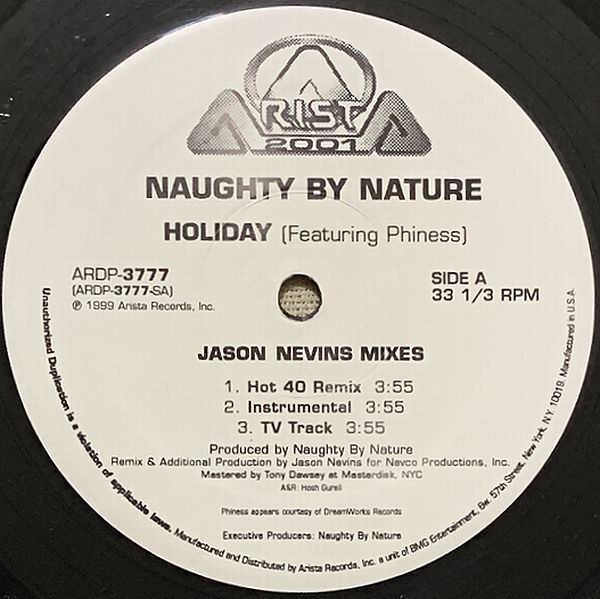 ARISTA
2001
NAUGHTY BY NATURE
HOLIDAY (Featuring Phiness)
ARDP-3777
(ARDP-3777-SA)
℗ 1999 Arista Records, Inc.
SIDE A
33 1/3 RPM
JASON NEVINS MIXES
1. Hot 40 Remix 3:55
2. Instrumental 3:55
3. TV Track 3:55
Produced by Naughty By Nature
Remix & Additional Production by Jason Nevins for Nevco Productions, Inc.
Mastered by Tony Dawsey at Masterdisk, NYC
A&R: Hosh Gureli
Phiness appears courtesy of DreamWorks Records
Executive Producers: Naughty By Nature
Unauthorized Duplication is a violation of applicable laws. Manufactured and Distributed by Arista Records, Inc. a unit of BMG Entertainment, 6w. 57th Street, New York, N.Y. 10019. Manufactured in U.S.A.